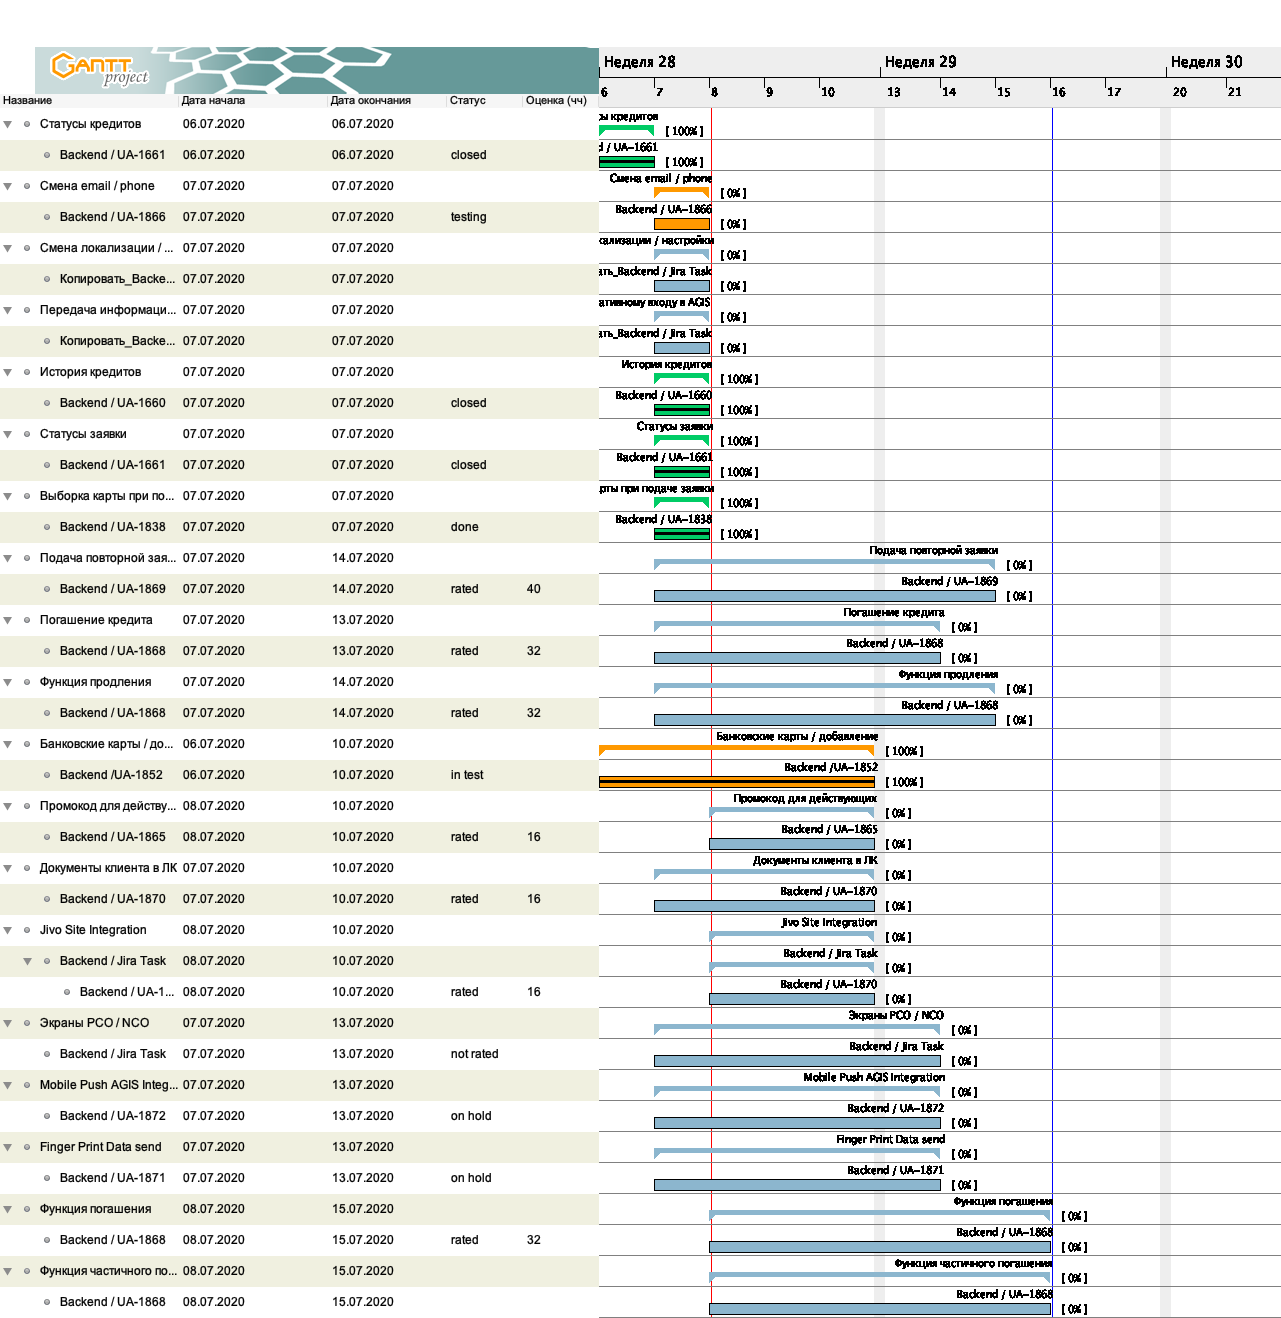 GANTT project
Неделя 28 Неделя 29 Неделя 30
6 7 8 9 10 13 14 15 16 17 20 21
Название Дата начала Дата окончания Статус Оценка (чч)
Статусы кредитов 06.07.2020 06.07.2020 ы кредитов [ 100% ]
Backend / UA-1661 06.07.2020 06.07.2020 closed d / UA-1661 [ 100% ]
Смена email / phone 07.07.2020 07.07.2020 Смена email / phone [ 0% ]
Backend / UA-1866 07.07.2020 07.07.2020 testing Backend / UA-1866 [ 0% ]
Смена локализации / ... 07.07.2020 07.07.2020 кализации / настройки [ 0% ]
Копировать_Backe... 07.07.2020 07.07.2020 ть_Backend / Jira Task [ 0% ]
Передача информаци... 07.07.2020 07.07.2020 ативному входу в AGIS [ 0% ]
Копировать_Backe... 07.07.2020 07.07.2020 ть_Backend / Jira Task [ 0% ]
История кредитов 07.07.2020 07.07.2020 История кредитов [ 100% ]
Backend / UA-1660 07.07.2020 07.07.2020 closed Backend / UA-1660 [ 100% ]
Статусы заявки 07.07.2020 07.07.2020 Статусы заявки [ 100% ]
Backend / UA-1661 07.07.2020 07.07.2020 closed Backend / UA-1661 [ 100% ]
Выборка карты при по... 07.07.2020 07.07.2020 рты при подаче заявки [ 100% ]
Backend / UA-1838 07.07.2020 07.07.2020 done Backend / UA-1838 [ 100% ]
Подача повторной зая... 07.07.2020 14.07.2020 Подача повторной заявки [ 0% ]
Backend / UA-1869 07.07.2020 14.07.2020 rated 40 Backend / UA-1869 [ 0% ]
Погашение кредита 07.07.2020 13.07.2020 Погашение кредита [ 0% ]
Backend / UA-1868 07.07.2020 13.07.2020 rated 32 Backend / UA-1868 [ 0% ]
Функция продления 07.07.2020 14.07.2020 Функция продления [ 0% ]
Backend / UA-1868 07.07.2020 14.07.2020 rated 32 Backend / UA-1868 [ 0% ]
Банковские карты / до... 06.07.2020 10.07.2020 Банковские карты / добавление [ 100% ]
Backend /UA-1852 06.07.2020 10.07.2020 in test Backend /UA-1852 [ 100% ]
Промокод для действу... 08.07.2020 10.07.2020 Промокод для действующих [ 0% ]
Backend / UA-1865 08.07.2020 10.07.2020 rated 16 Backend / UA-1865 [ 0% ]
Документы клиента в ЛК 07.07.2020 10.07.2020 Документы клиента в ЛК [ 0% ]
Backend / UA-1870 07.07.2020 10.07.2020 rated 16 Backend / UA-1870 [ 0% ]
Jivo Site Integration 08.07.2020 10.07.2020 Jivo Site Integration [ 0% ]
Backend / Jira Task 08.07.2020 10.07.2020 Backend / Jira Task [ 0% ]
Backend / UA-1... 08.07.2020 10.07.2020 rated 16 Backend / UA-1870 [ 0% ]
Экраны PCO / NCO 07.07.2020 13.07.2020 Экраны PCO / NCO [ 0% ]
Backend / Jira Task 07.07.2020 13.07.2020 not rated Backend / Jira Task [ 0% ]
Mobile Push AGIS Integ... 07.07.2020 13.07.2020 Mobile Push AGIS Integration [ 0% ]
Backend / UA-1872 07.07.2020 13.07.2020 on hold Backend / UA-1872 [ 0% ]
Finger Print Data send 07.07.2020 13.07.2020 Finger Print Data send [ 0% ]
Backend / UA-1871 07.07.2020 13.07.2020 on hold Backend / UA-1871 [ 0% ]
Функция погашения 08.07.2020 15.07.2020 Функция погашения [ 0% ]
Backend / UA-1868 08.07.2020 15.07.2020 rated 32 Backend / UA-1868 [ 0% ]
Функция частичного по... 08.07.2020 15.07.2020 Функция частичного погашения [ 0% ]
Backend / UA-1868 08.07.2020 15.07.2020 Backend / UA-1868 [ 0% ]